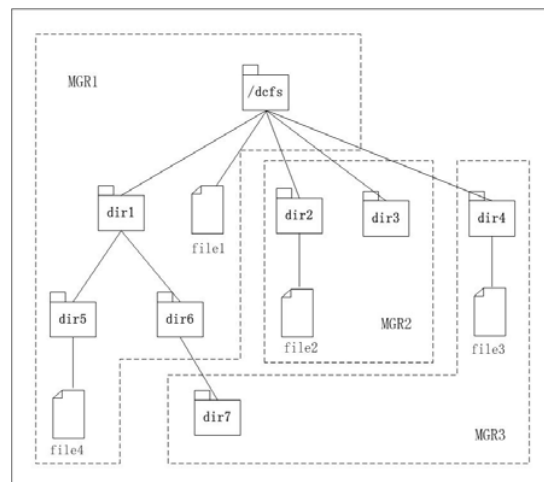 MGR1
/dcfs
dir1
file1
dir2
dir3
dir4
dir5
dir6
file2
MGR2
file3
file4
dir7
MGR3